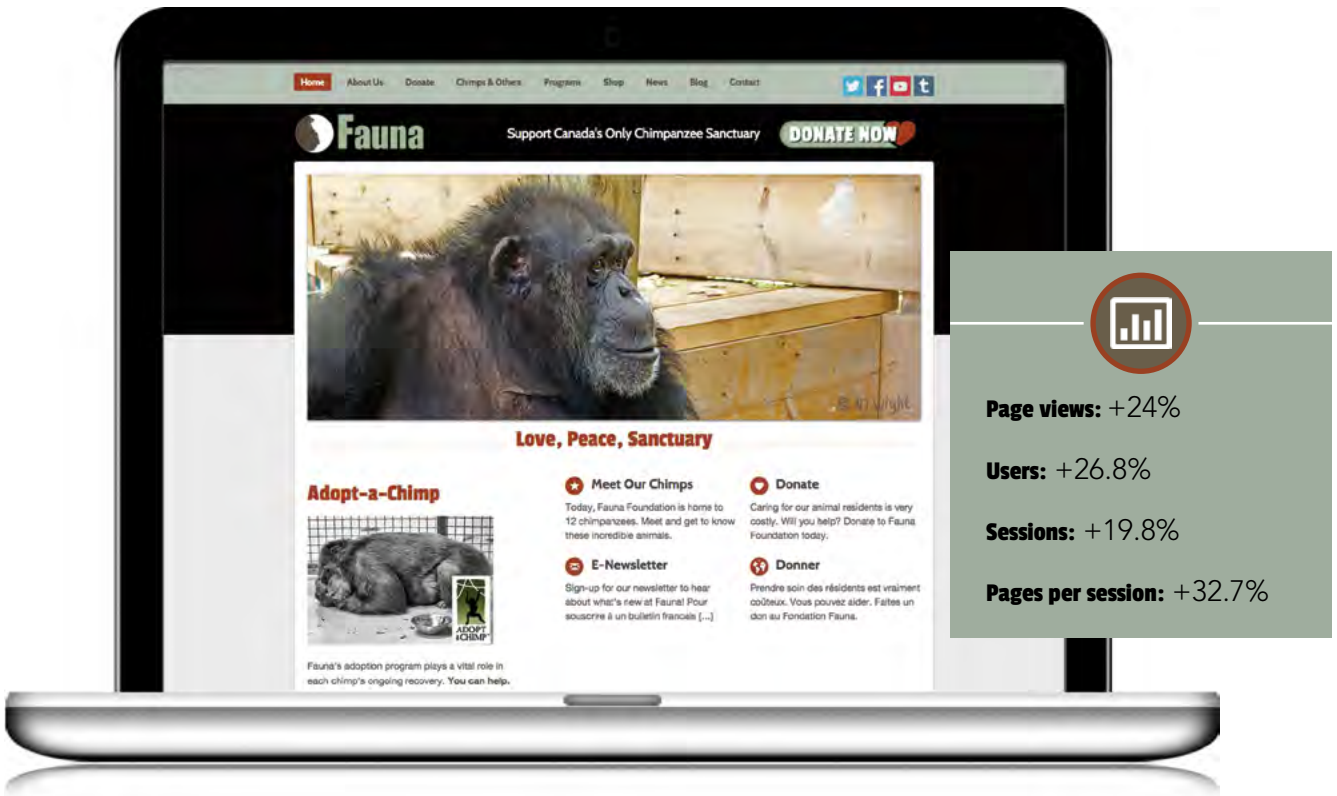 Home About Us Donate Chimps & Others Programs Shop News Blog Contact
Fauna
Support Canada's Only Chimpanzee Sanctuary
DONATE NOW
Love, Peace, Sanctuary
Adopt-a-Chimp
ADOPT
a CHIMP
Fauna's adoption program plays a vital role in
each chimp's ongoing recovery. You can help.
Meet Our Chimps
Today, Fauna Foundation is home to
12 chimpanzees. Meet and get to know
these incredible animals.
Donate
Caring for our animal residents is very
costly. Will you help? Donate to Fauna
Foundation today.
E-Newsletter
Sign-up for our newsletter to hear
about what's new at Fauna! Pour
souscrire à un bulletin francais [...]
Donner
Prendre soin des résidents est vraiment
coûteux. Vous pouvez aider. Faites un
don au Fondation Fauna.
Page views: +24%
Users: +26.8%
Sessions: +19.8%
Pages per session: +32.7%